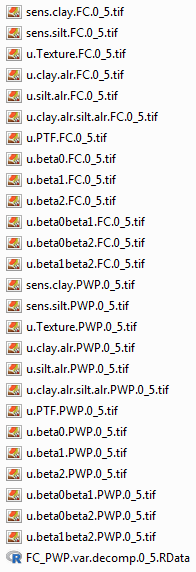 sens.clay.FC.0_5.tif
sens.silt.FC.0_5.tif
u.Texture.FC.0_5.tif
u.clay.alr.FC.0_5.tif
u.silt.alr.FC.0_5.tif
u.clay.alr.silt.alr.FC.0_5.tif
u.PTF.FC.0_5.tif
u.beta0.FC.0_5.tif
u.beta1.FC.0_5.tif
u.beta2.FC.0_5.tif
u.beta0beta1.FC.0_5.tif
u.beta0beta2.FC.0_5.tif
u.beta1beta2.FC.0_5.tif
sens.clay.PWP.0_5.tif
sens.silt.PWP.0_5.tif
u.Texture.PWP.0_5.tif
u.clay.alr.PWP.0_5.tif
u.silt.alr.PWP.0_5.tif
u.clay.alr.silt.alr.PWP.0_5.tif
u.PTF.PWP.0_5.tif
u.beta0.PWP.0_5.tif
u.beta1.PWP.0_5.tif
u.beta2.PWP.0_5.tif
u.beta0beta1.PWP.0_5.tif
u.beta0beta2.PWP.0_5.tif
u.beta1beta2.PWP.0_5.tif
FC_PWP.var.decomp.0_5.RData